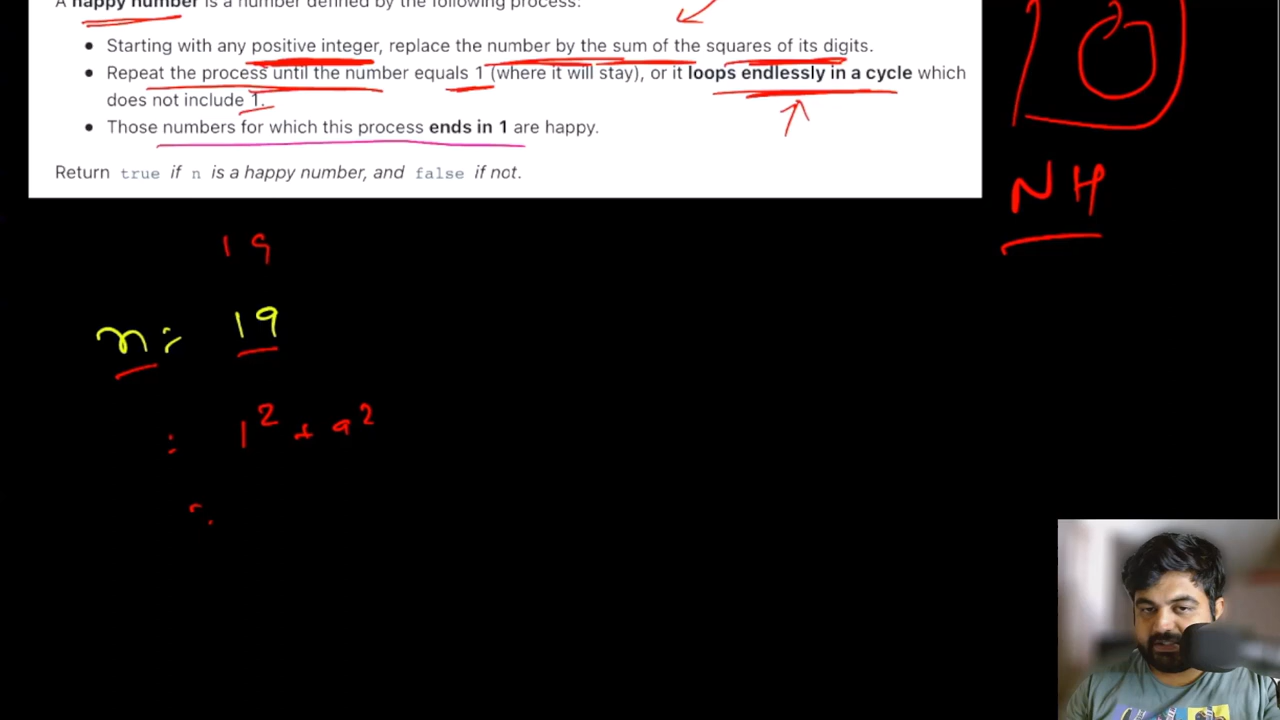 A happy number is a number defined by the following process:
• Starting with any positive integer, replace the number by the sum of the squares of its digits.
• Repeat the process until the number equals 1 (where it will stay), or it loops endlessly in a cycle which
does not include 1.
• Those numbers for which this process ends in 1 are happy.
Return true if n is a happy number, and false if not.
NH
19
n = 19
= 1² + 9²